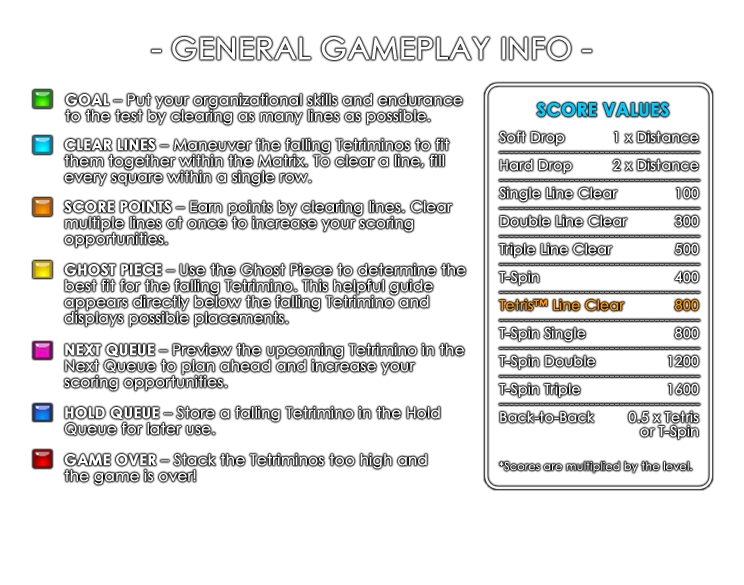 - GENERAL GAMEPLAY INFO -
GOAL – Put your organizational skills and endurance
to the test by clearing as many lines as possible.
CLEAR LINES – Maneuver the falling Tetriminos to fit
them together within the Matrix. To clear a line, fill
every square within a single row.
SCORE POINTS – Earn points by clearing lines. Clear
multiple lines at once to increase your scoring
opportunities.
GHOST PIECE – Use the Ghost Piece to determine the
best fit for the falling Tetrimino. This helpful guide
appears directly below the falling Tetrimino and
displays possible placements.
NEXT QUEUE – Preview the upcoming Tetrimino in the
Next Queue to plan ahead and increase your
scoring opportunities.
HOLD QUEUE – Store a falling Tetrimino in the Hold
Queue for later use.
GAME OVER – Stack the Tetriminos too high and
the game is over!
SCORE VALUES
Soft Drop 1 x Distance
Hard Drop 2 x Distance
Single Line Clear 100
Double Line Clear 300
Triple Line Clear 500
T-Spin 400
Tetris™ Line Clear 800
T-Spin Single 800
T-Spin Double 1200
T-Spin Triple 1600
Back-to-Back 0.5 x Tetris
or T-Spin
*Scores are multiplied by the level.